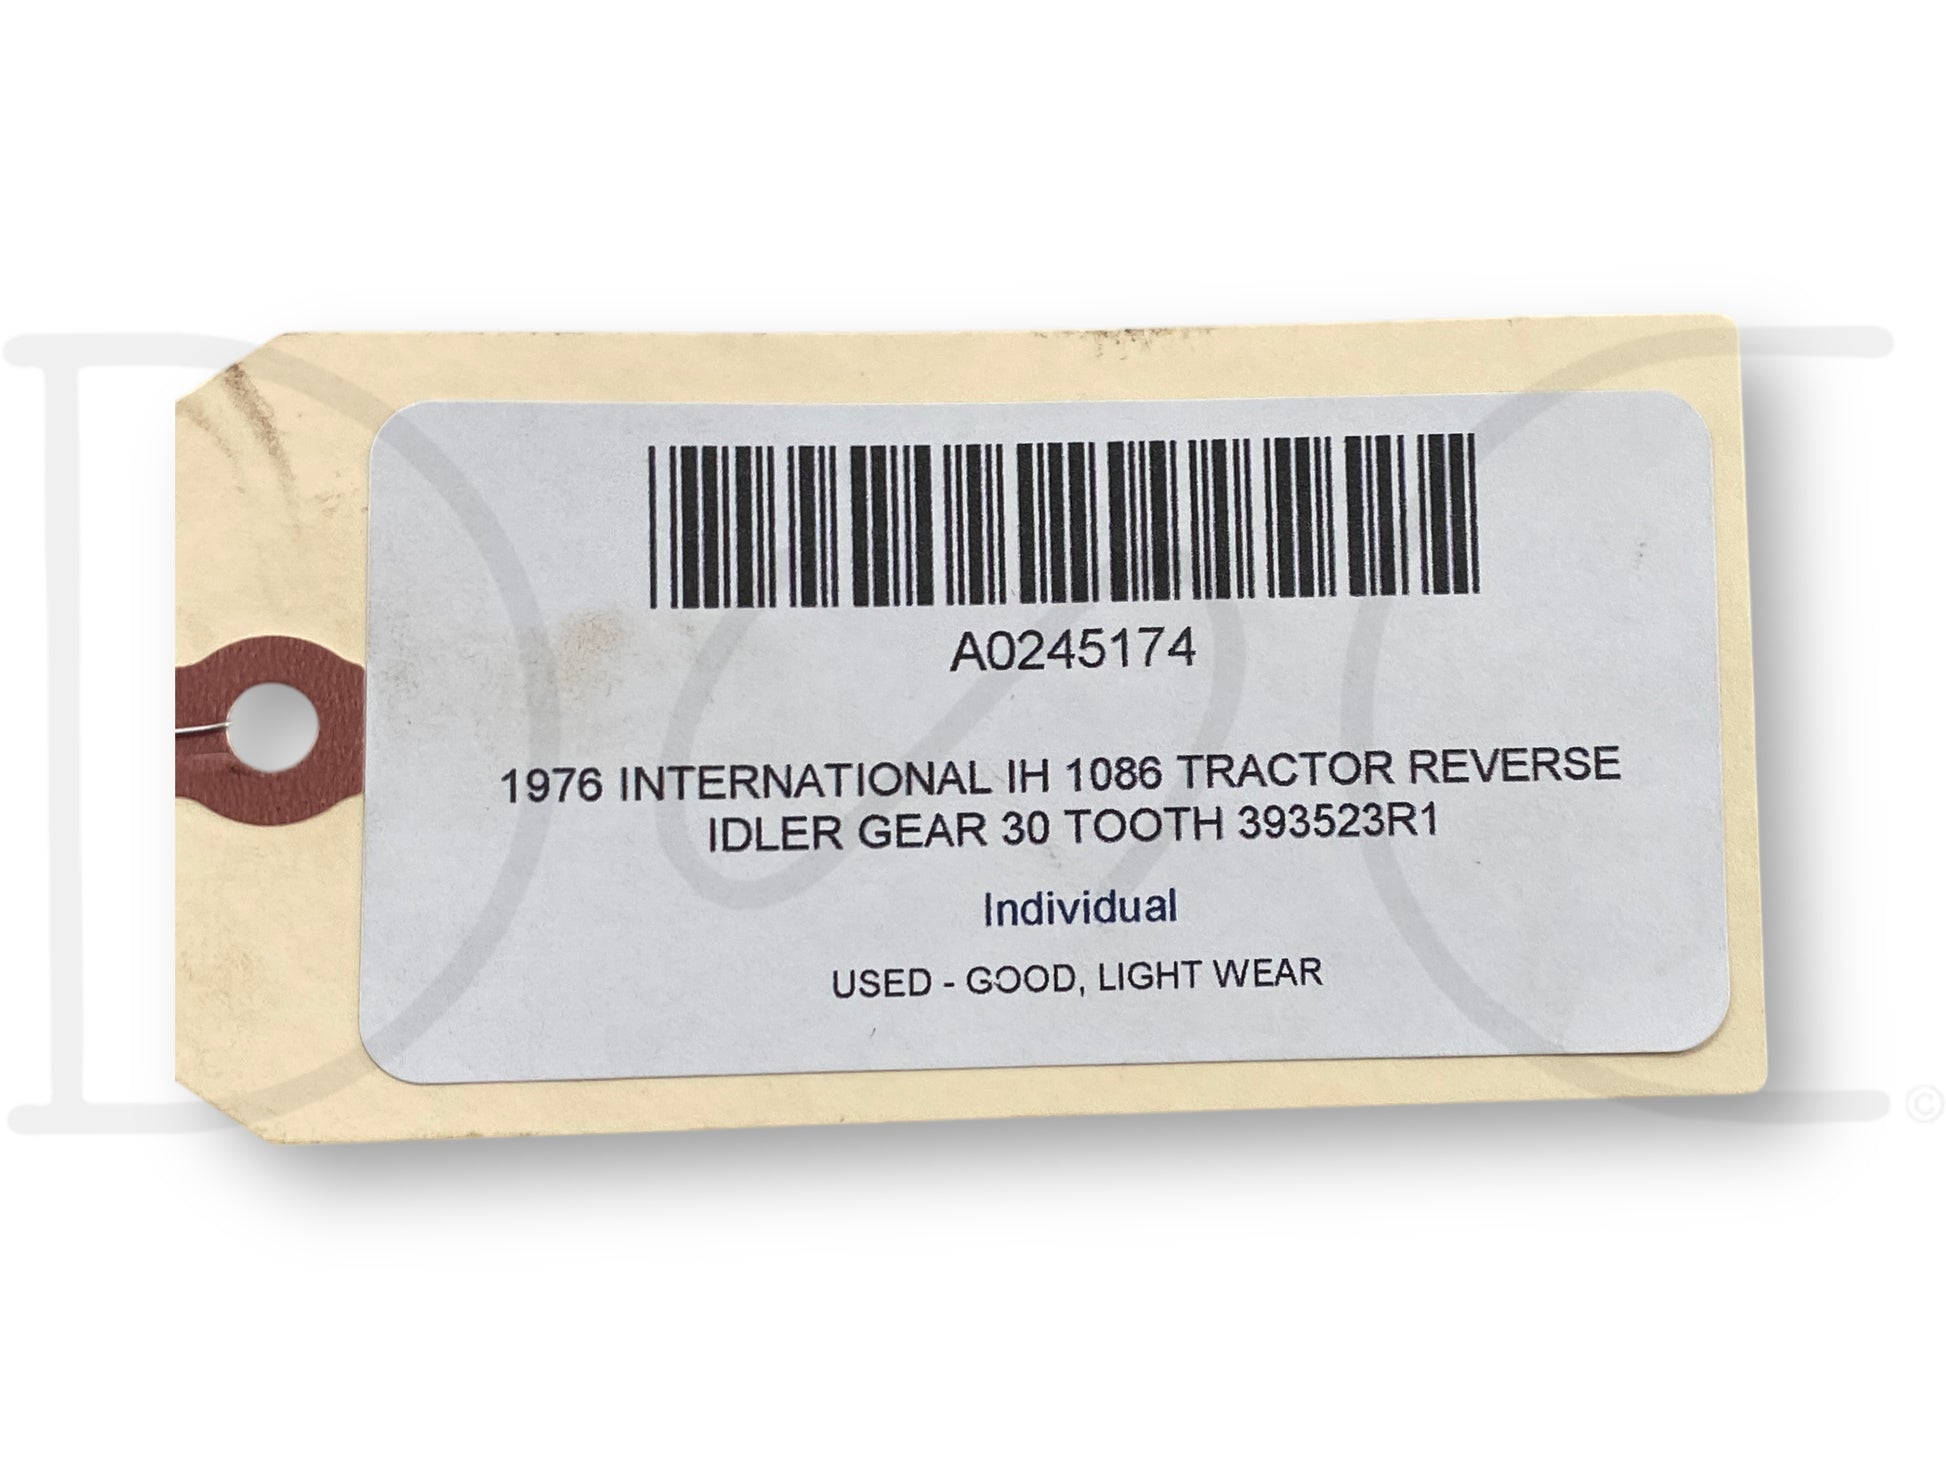 A0245174
1976 INTERNATIONAL IH 1086 TRACTOR REVERSE
IDLER GEAR 30 TOOTH 393523R1
Individual
USED - GOOD, LIGHT WEAR
©